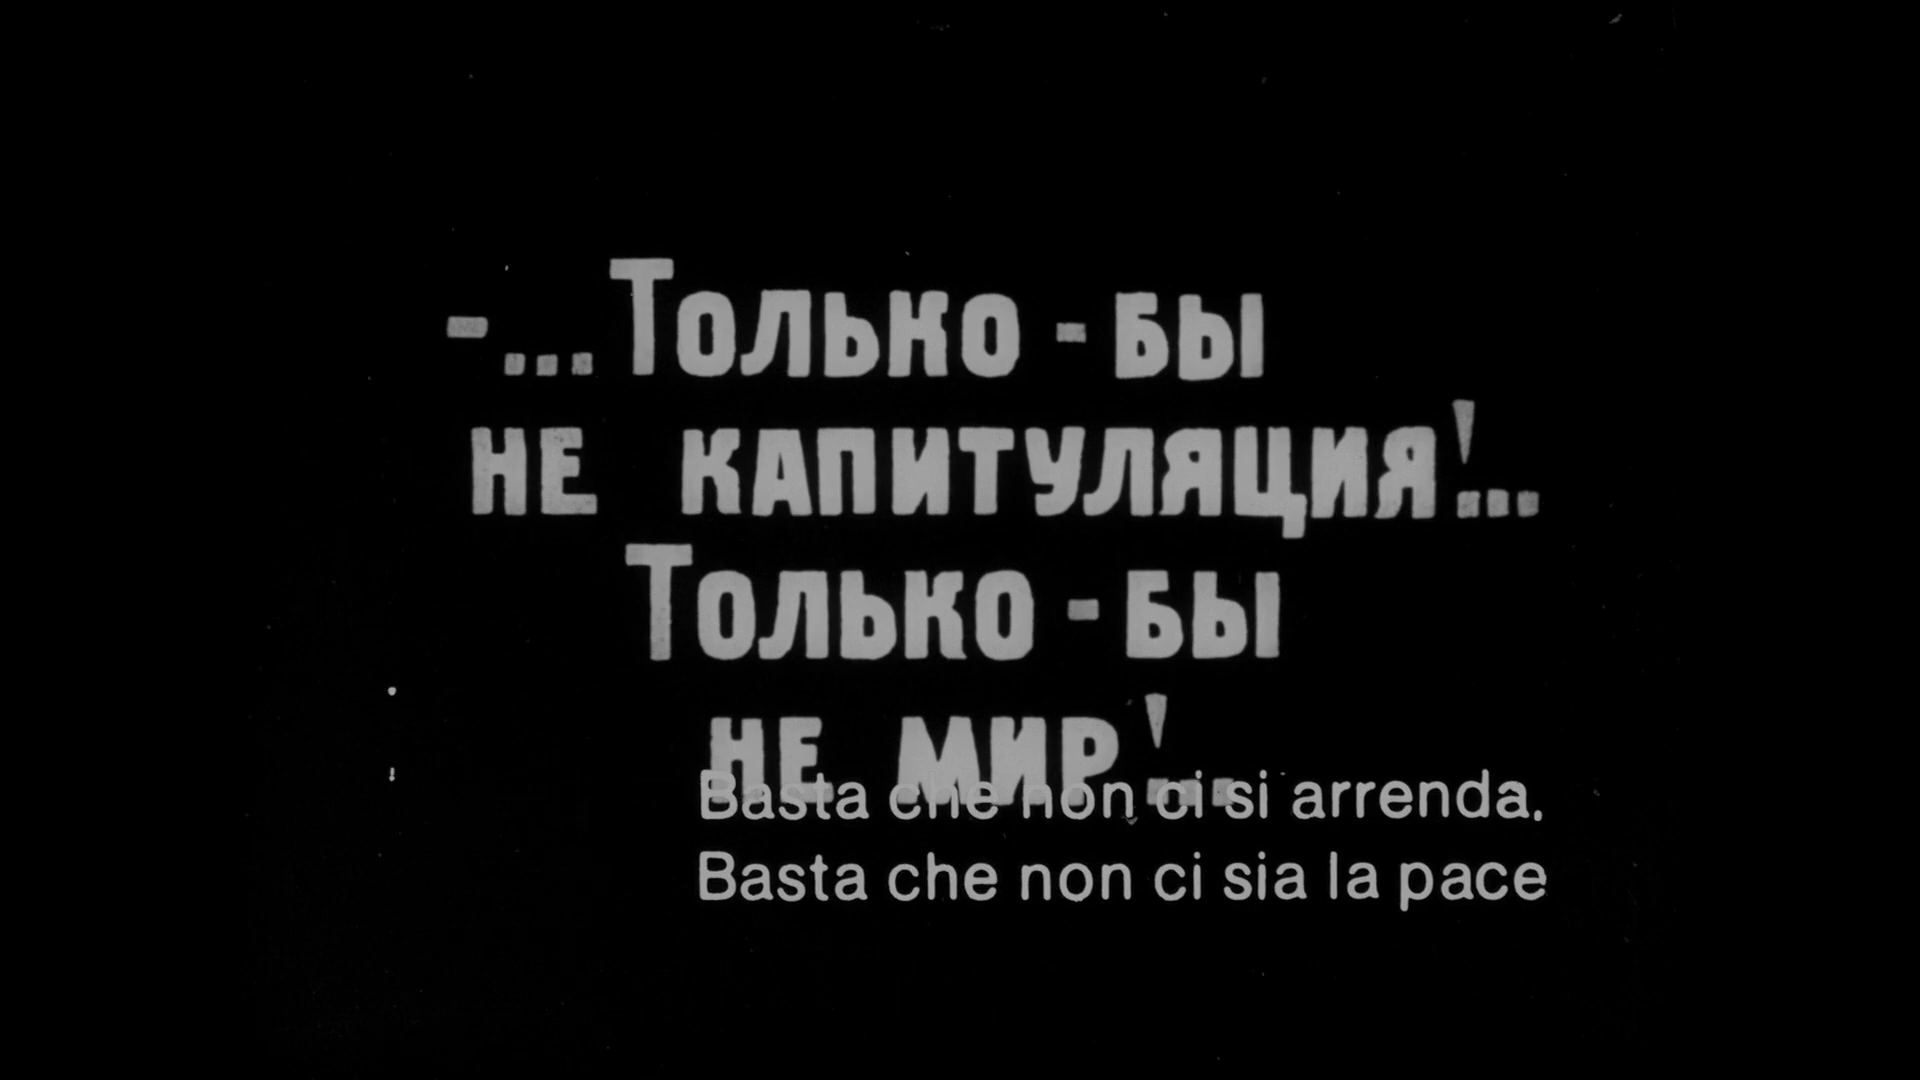 -...Только-бы
не капитуляция!...
Только-бы
не мир!...
Basta che non ci si arrenda.
Basta che non ci sia la pace